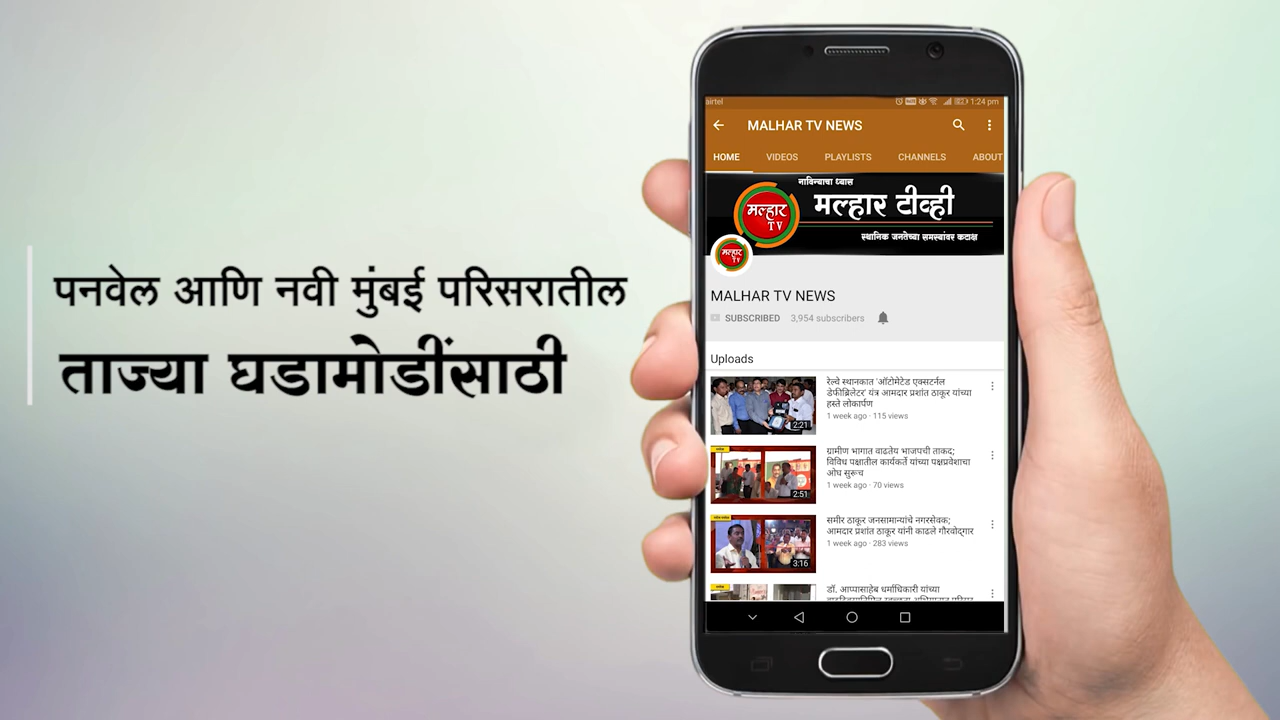 पनवेल आणि नवी मुंबई परिसरातील
ताज्या घडामोडींसाठी
airtel
1:24 pm
MALHAR TV NEWS
HOME VIDEOS PLAYLISTS CHANNELS ABOUT
नाविन्याचा ध्यास
मल्हार टीव्ही
मल्हार
TV
स्थानिक जनतेच्या समस्यांवर कटाक्ष
मल्हार
TV
MALHAR TV NEWS
SUBSCRIBED 3,954 subscribers
Uploads
रेल्वे स्थानकात 'ऑटोमेटेड एक्सटर्नल
डेफीब्रिलेटर' यंत्र आमदार प्रशांत ठाकूर यांच्या
हस्ते लोकार्पण
1 week ago · 115 views
2:21
ग्रामीण भागात वाढतेय भाजपची ताकद;
विविध पक्षातील कार्यकर्ते यांच्या पक्षप्रवेशाचा
ओघ सुरूच
1 week ago · 70 views
2:51
समीर ठाकूर जनसामान्यांचे नगरसेवक;
आमदार प्रशांत ठाकूर यांनी काढले गौरवोद्गार
1 week ago · 283 views
3:16
डॉ. आप्पासाहेब धर्माधिकारी यांच्या